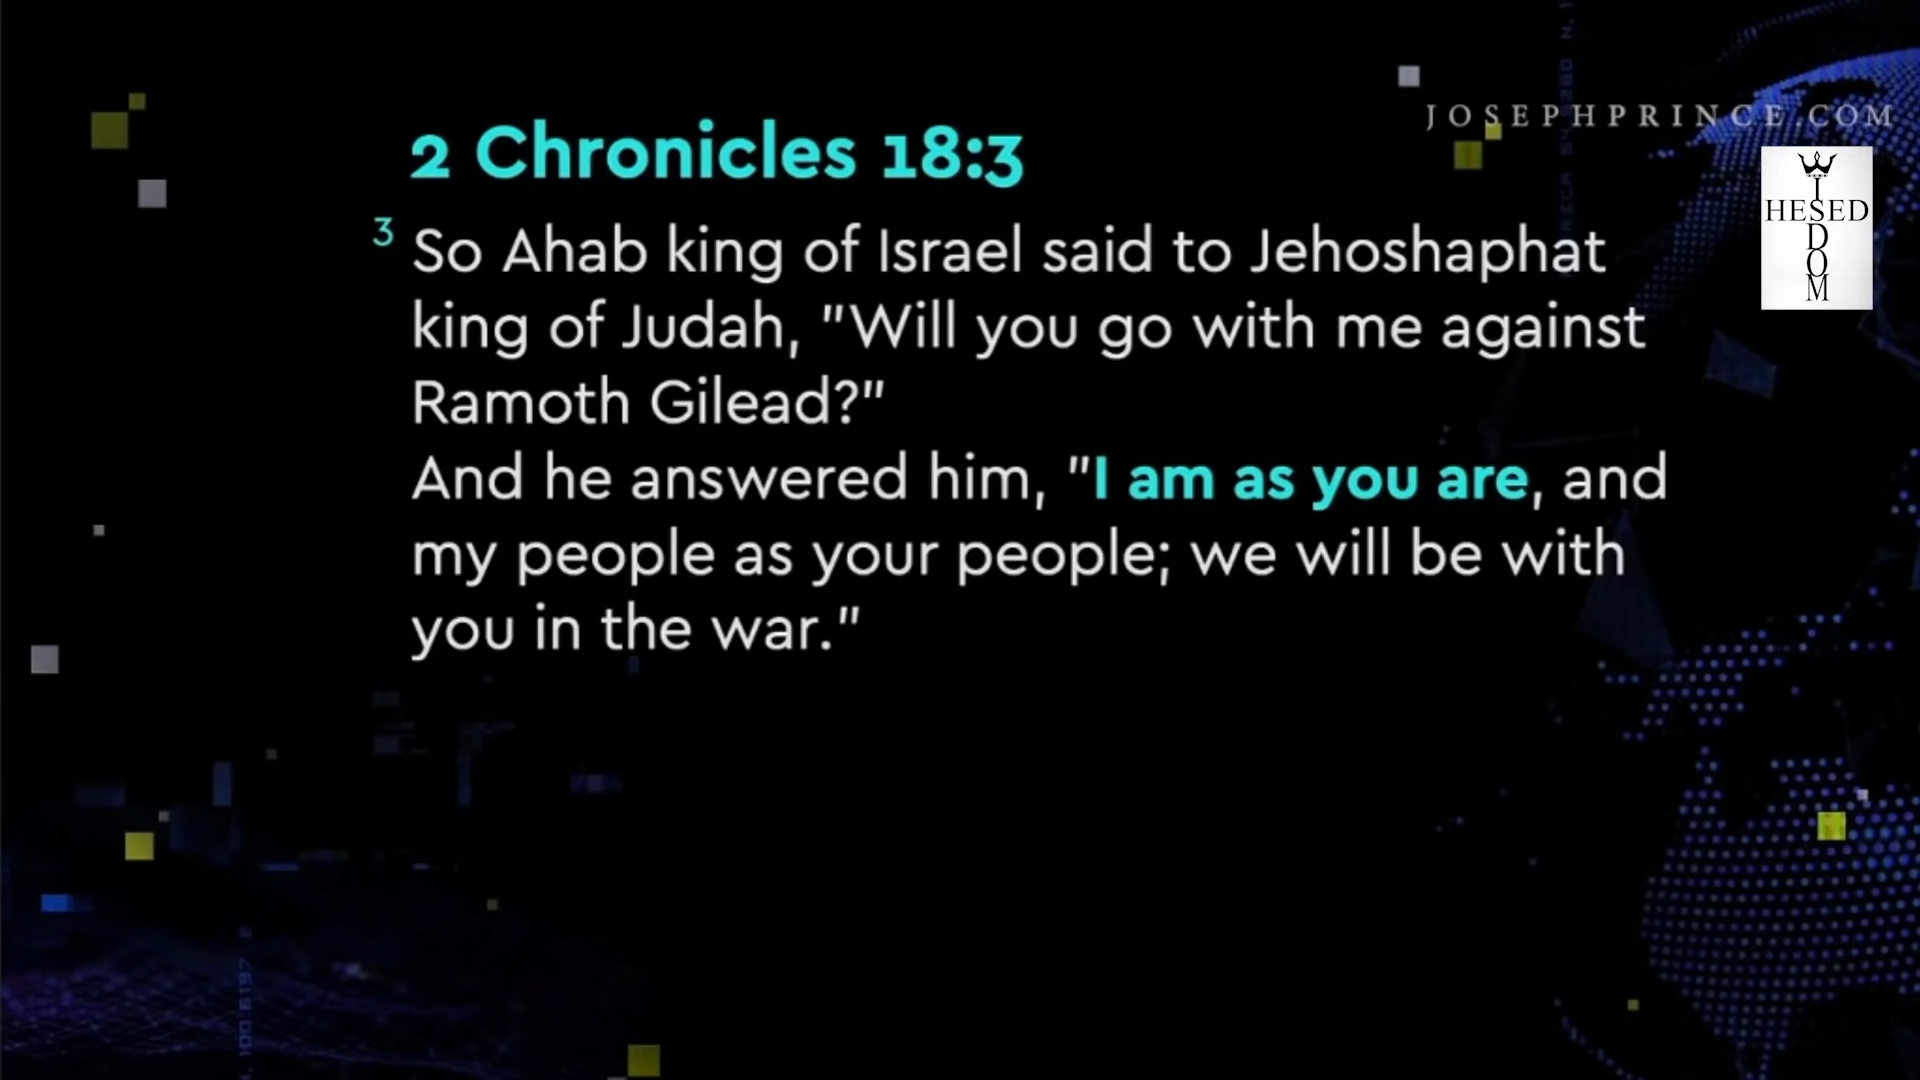 JOSEPHPRINCE.COM
2 Chronicles 18:3
3 So Ahab king of Israel said to Jehoshaphat
king of Judah, "Will you go with me against
Ramoth Gilead?"
And he answered him, "I am as you are, and
my people as your people; we will be with
you in the war."
HESED
I
S
D
O
M